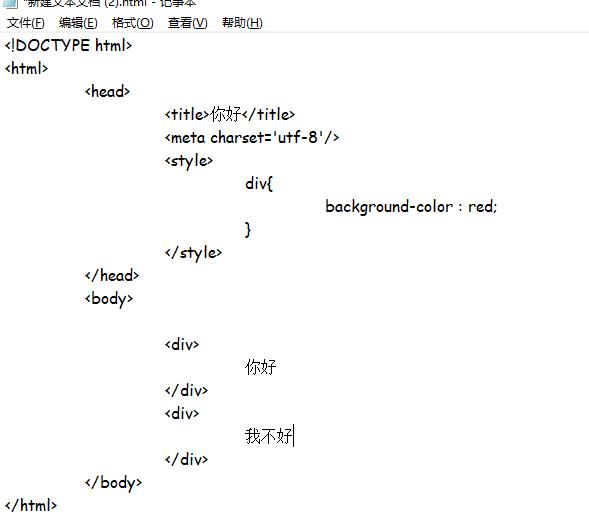 *新建文本文档 (2).html - 记事本
文件(F) 编辑(E) 格式(O) 查看(V) 帮助(H)
<!DOCTYPE html>
<html>
<head>
<title>你好</title>
<meta charset='utf-8'/>
<style>
div{
background-color : red;
}
</style>
</head>
<body>
<div>
你好
</div>
<div>
我不好
</div>
</body>
</html>